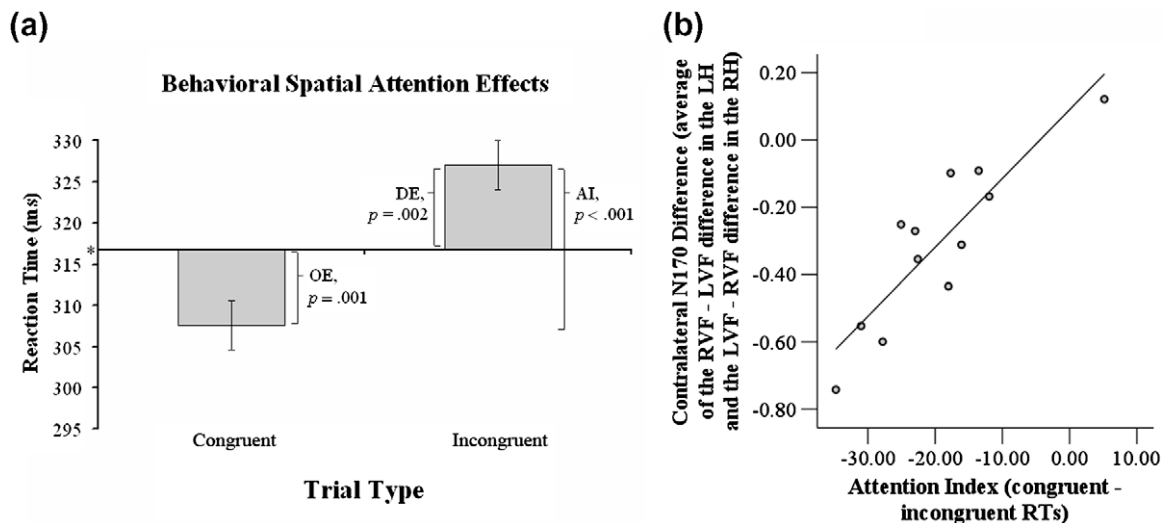 (a)
Behavioral Spatial Attention Effects
Reaction Time (ms)
330
325
320
315
310
305
300
295
*
OE,
p = .001
DE,
p = .002
AI,
p < .001
Congruent
Incongruent
Trial Type
(b)
Contralateral N170 Difference (average
of the RVF - LVF difference in the LH
and the LVF - RVF difference in the RH)
0.20
0.00
-0.20
-0.40
-0.60
-0.80
-30.00
-20.00
-10.00
0.00
10.00
Attention Index (congruent -
incongruent RTs)